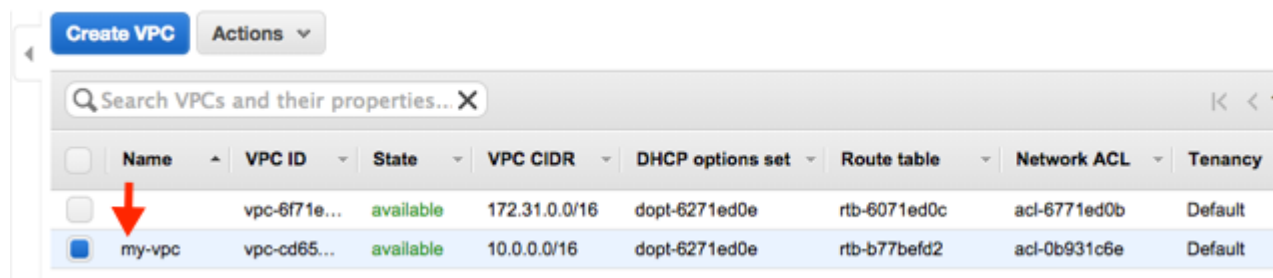 Create VPC Actions
Search VPCs and their properties...
Name VPC ID State VPC CIDR DHCP options set Route table Network ACL Tenancy
vpc-6f71e... available 172.31.0.0/16 dopt-6271ed0e rtb-6071ed0c acl-6771ed0b Default
my-vpc vpc-cd65... available 10.0.0.0/16 dopt-6271ed0e rtb-b77befd2 acl-0b931c6e Default